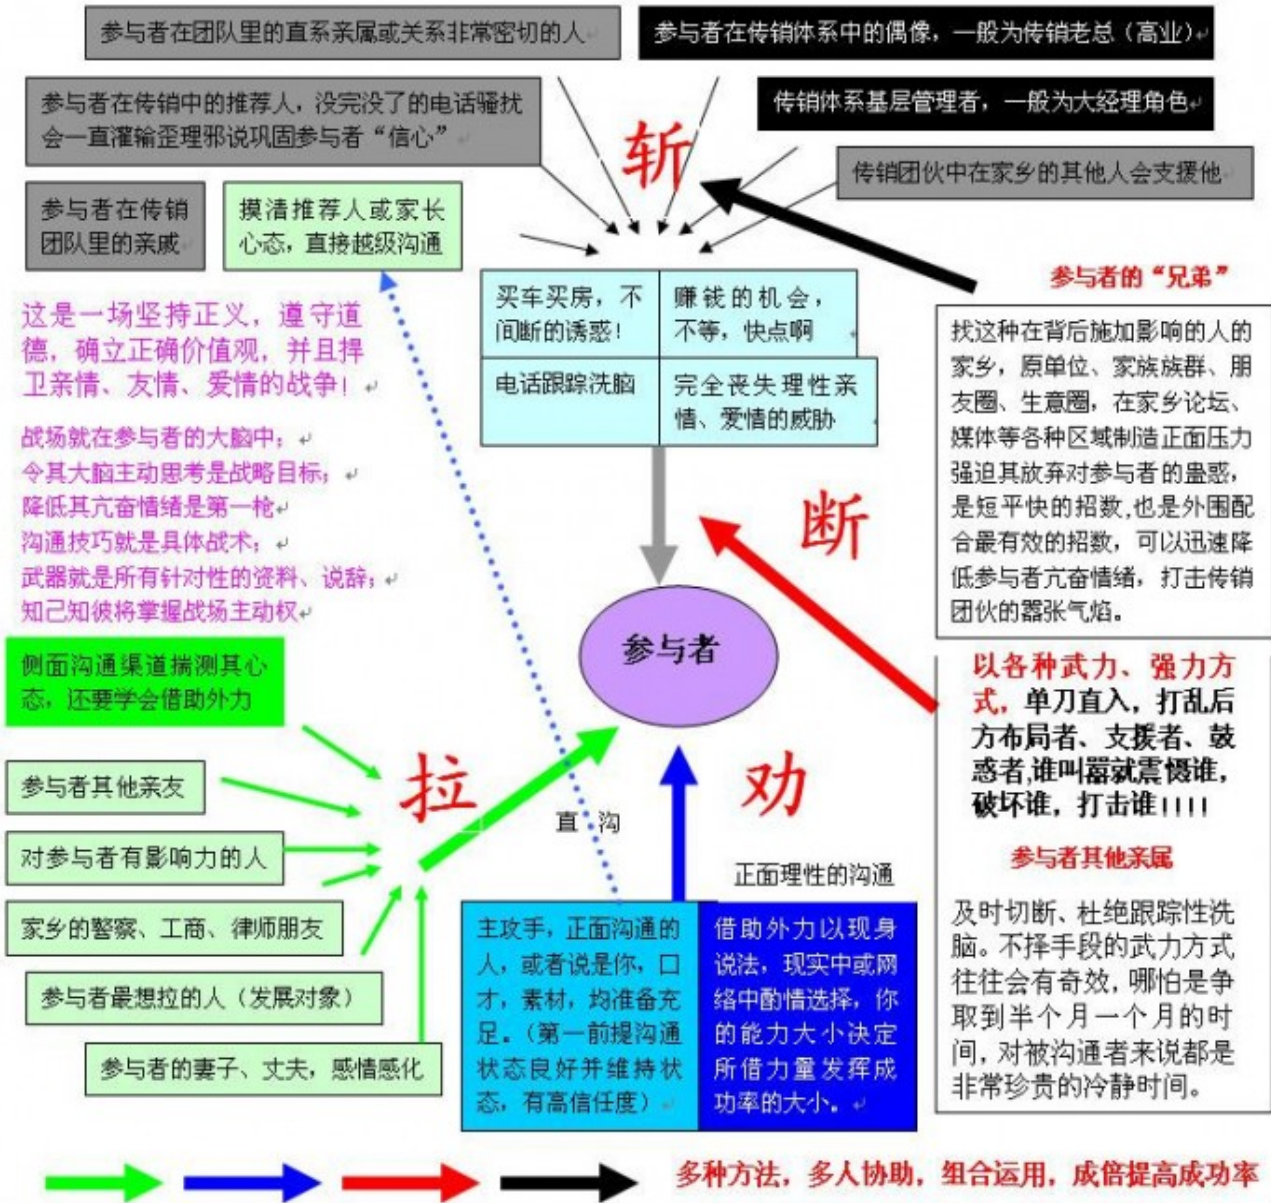 参与者在团队里的直系亲属或关系非常密切的人
参与者在传销体系中的偶像，一般为传销老总（高业）
参与者在传销中的推荐人，没完没了的电话骚扰
会一直灌输歪理邪说巩固参与者“信心”
传销体系基层管理者，一般为大经理角色
斩
传销团伙中在家乡的其他人会支援他
参与者在传销
团队里的亲戚
摸清推荐人或家长
心态，直接越级沟通
这是一场坚持正义，遵守道
德，确立正确价值观，并且捍
卫亲情、友情、爱情的战争！
战场就在参与者的大脑中；
令其大脑主动思考是战略目标；
降低其亢奋情绪是第一枪
沟通技巧就是具体战术；
武器就是所有针对性的资料、说辞；
知己知彼将掌握战场主动权
买车买房，不
间断的诱惑！
赚钱的机会，
不等，快点啊
电话跟踪洗脑
完全丧失理性亲
情、爱情的威胁
参与者的“兄弟”
找这种在背后施加影响的人的
家乡，原单位、家族族群、朋
友圈、生意圈，在家乡论坛、
媒体等各种区域制造正面压力
强迫其放弃对参与者的蛊惑，
是短平快的招数,也是外围配
合最有效的招数，可以迅速降
低参与者亢奋情绪，打击传销
团伙的嚣张气焰。
断
参与者
以各种武力、强力方
式，单刀直入，打乱后
方布局者、支援者、鼓
惑者,谁叫嚣就震慑谁，
破坏谁，打击谁！！！！
参与者其他亲属
及时切断、杜绝跟踪性洗
脑。不择手段的武力方式
往往会有奇效，哪怕是争
取到半个月一个月的时
间，对被沟通者来说都是
非常珍贵的冷静时间。
侧面沟通渠道揣测其心
态，还要学会借助外力
拉
参与者其他亲友
对参与者有影响力的人
家乡的警察、工商、律师朋友
参与者最想拉的人（发展对象）
参与者的妻子、丈夫，感情感化
直 沟
劝
正面理性的沟通
主攻手，正面沟通的
人，或者说是你，口
才，素材，均准备充
足。（第一前提沟通
状态良好并维持状
态，有高信任度）
借助外力以现身
说法，现实中或网
络中酌情选择，你
的能力大小决定
所借力量发挥成
功率的大小。
多种方法，多人协助，组合运用，成倍提高成功率